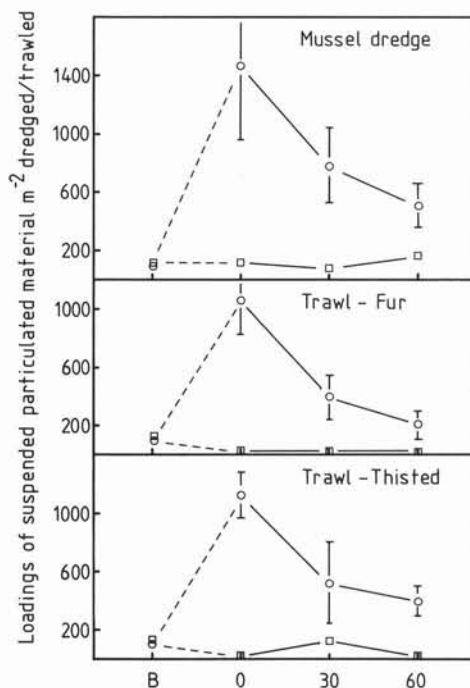 Loadings of suspended particulated material m⁻² dredged/trawled
Mussel dredge
1400
1000
600
200
Trawl - Fur
1000
600
200
Trawl - Thisted
1000
600
200
B 0 30 60